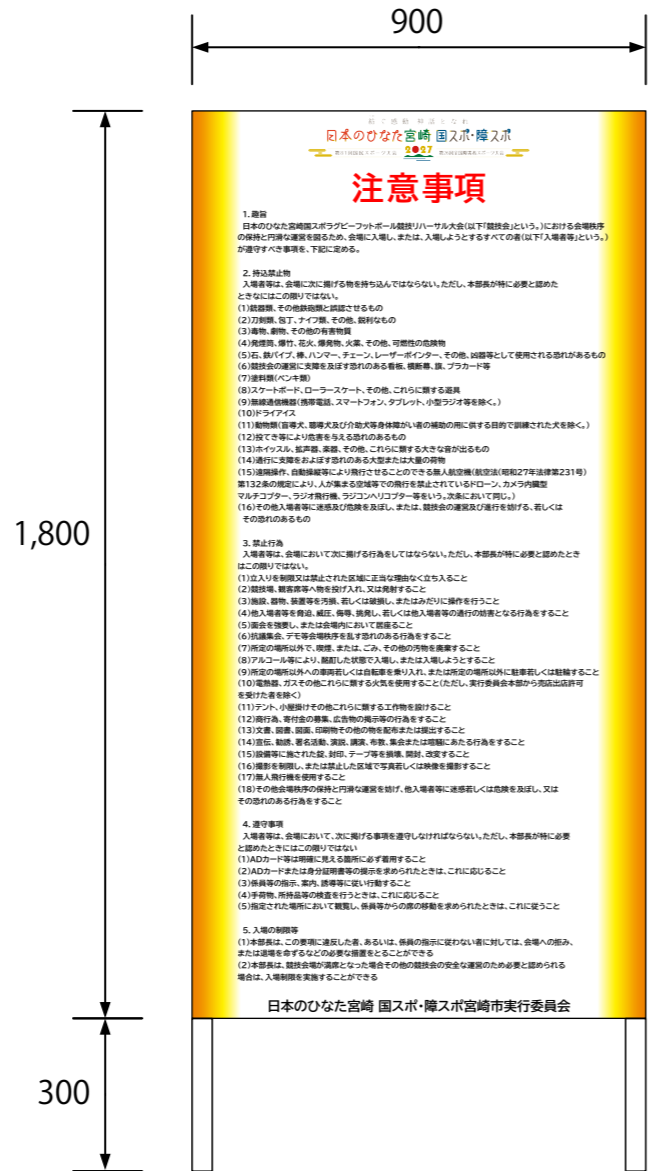 900
1,800
300
紡ぐ感動 神話となれ
日本のひなた宮崎 国スポ・障スポ
第81回国民スポーツ大会 2027 第26回全国障害者スポーツ大会
注意事項
1. 趣旨
日本のひなた宮崎国スポラグビーフットボール競技リハーサル大会(以下「競技会」という。)における会場秩序
の保持と円滑な運営を図るため、会場に入場し、または、入場しようとするすべての者(以下「入場者等」という。)
が遵守すべき事項を、下記に定める。
2. 持込禁止物
入場者等は、会場に次に掲げる物を持ち込んではならない。ただし、本部長が特に必要と認めた
ときなにはこの限りではない。
(1)銃器類、その他鉄砲類と誤認させるもの
(2)刀剣類、包丁、ナイフ類、その他、鋭利なもの
(3)毒物、劇物、その他の有害物質
(4)発煙筒、爆竹、花火、爆発物、火薬、その他、可燃性の危険物
(5)石、鉄パイプ、棒、ハンマー、チェーン、レーザーポインター、その他、凶器等として使用される恐れがあるもの
(6)競技会の運営に支障を及ぼす恐れのある看板、横断幕、旗、プラカード等
(7)塗料類(ペンキ類)
(8)スケートボード、ローラースケート、その他、これらに類する遊具
(9)無線通信機器(携帯電話、スマートフォン、タブレット、小型ラジオ等を除く。)
(10)ドライアイス
(11)動物類(盲導犬、聴導犬及び介助犬等身体障がい者の補助の用に供する目的で訓練された犬を除く。)
(12)投てき等により危害を与える恐れのあるもの
(13)ホイッスル、拡声器、楽器、その他、これらに類する大きな音が出るもの
(14)通行に支障をおよぼす恐れのある大型または大量の荷物
(15)遠隔操作、自動操縦等により飛行させることのできる無人航空機(航空法(昭和27年法律第231号)
第132条の規定により、人が集まる空域等での飛行を禁止されているドローン、カメラ内臓型
マルチコプター、ラジオ飛行機、ラジコンヘリコプター等をいう。次条において同じ。)
(16)その他入場者等に迷惑及び危険を及ぼし、または、競技会の運営及び進行を妨げる、若しくは
その恐れのあるもの
3. 禁止行為
入場者等は、会場において次に掲げる行為をしてはならない。ただし、本部長が特に必要と認めたとき
はこの限りではない。
(1)立入りを制限又は禁止された区域に正当な理由なく立ち入ること
(2)競技場、観客席等へ物を投げ入れ、又は発射すること
(3)施設、器物、装置等を汚損、若しくは破損し、またはみだりに操作を行うこと
(4)他入場者等を脅迫、威圧、侮辱、挑発し、若しくは他入場者等の通行の妨害となる行為をすること
(5)面会を強要し、または会場内において居座ること
(6)抗議集会、デモ等会場秩序を乱す恐れのある行為をすること
(7)所定の場所以外で、喫煙、または、ごみ、その他の汚物を廃棄すること
(8)アルコール等により、酩酊した状態で入場し、または入場しようとすること
(9)所定の場所以外への車両若しくは自転車を乗り入れ、または所定の場所以外に駐車若しくは駐輪すること
(10)電熱器、ガスその他これらに類する火気を使用すること(ただし、実行委員会本部から売店出店許可
を受けた者を除く)
(11)テント、小屋掛けその他これらに類する工作物を設けること
(12)商行為、寄付金の募集、広告物の掲示等の行為をすること
(13)文書、図書、図面、印刷物その他の物を配布または提出すること
(14)宣伝、勧誘、署名活動、演説、講演、布教、集会または喧騒にあたる行為をすること
(15)設備等に施された錠、封印、テープ等を損壊、開封、改変すること
(16)撮影を制限し、または禁止した区域で写真若しくは映像を撮影すること
(17)無人飛行機を使用すること
(18)その他会場秩序の保持と円滑な運営を妨げ、他入場者等に迷惑若しくは危険を及ぼし、又は
その恐れのある行為をすること
4. 遵守事項
入場者等は、会場において、次に掲げる事項を遵守しなければならない。ただし、本部長が特に必要
と認めたときにはこの限りではない
(1)ADカード等は明確に見える箇所に必ず着用すること
(2)ADカードまたは身分証明書等の提示を求められたときは、これに応じること
(3)係員等の指示、案内、誘導等に従い行動すること
(4)手荷物、所持品等の検査を行うときは、これに応じること
(5)指定された場所において観覧し、係員等からの席の移動を求められたときは、これに従うこと
5. 入場の制限等
(1)本部長は、この要項に違反した者、あるいは、係員の指示に従わない者に対しては、会場への拒み、
または退場を命ずるなどの必要な措置をとることができる
(2)本部長は、競技会場が満席となった場合その他の競技会の安全な運営のため必要と認められる
場合は、入場制限を実施することができる
日本のひなた宮崎 国スポ・障スポ宮崎市実行委員会